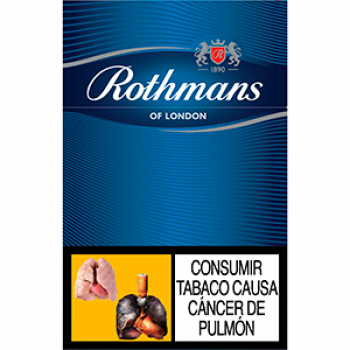 R
1890
Rothmans
OF LONDON
CONSUMIR
TABACO CAUSA
CÁNCER DE
PULMÓN